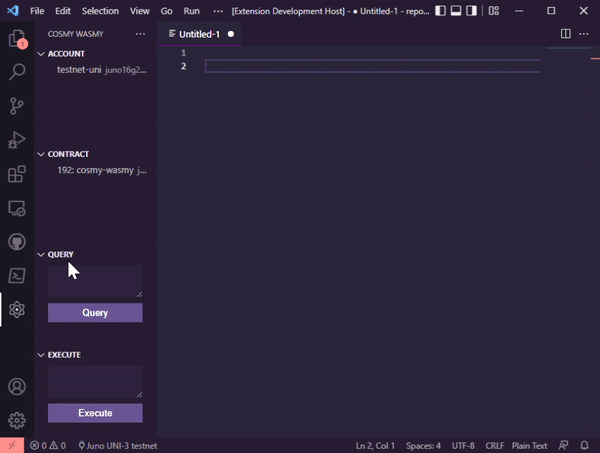 File Edit Selection View Go Run ··· [Extension Development Host] - ● Untitled-1 - repo...
COSMY WASMY ···
Untitled-1 ● ···
1
ACCOUNT
2
testnet-uni juno16g2...
1
CONTRACT
192: cosmy-wasmy j...
QUERY
Query
EXECUTE
Execute
0 0 Juno UNI-3 testnet Ln 2, Col 1 Spaces: 4 UTF-8 CRLF Plain Text